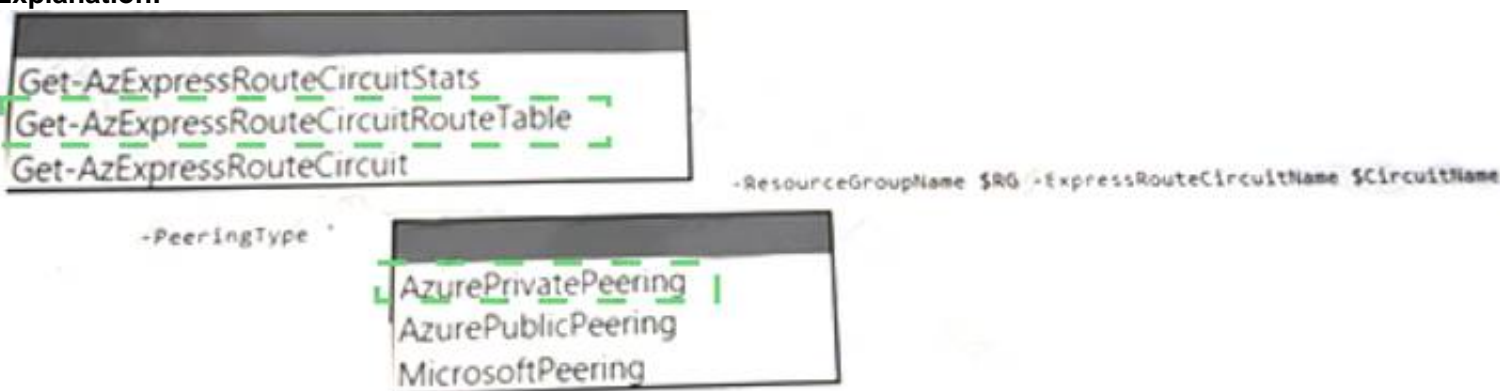 Explanation:
Get-AzExpressRouteCircuitStats
Get-AzExpressRouteCircuitRouteTable
Get-AzExpressRouteCircuit
-ResourceGroupName $RG -ExpressRouteCircuitName $CircuitName
-PeeringType '
AzurePrivatePeering
AzurePublicPeering
MicrosoftPeering